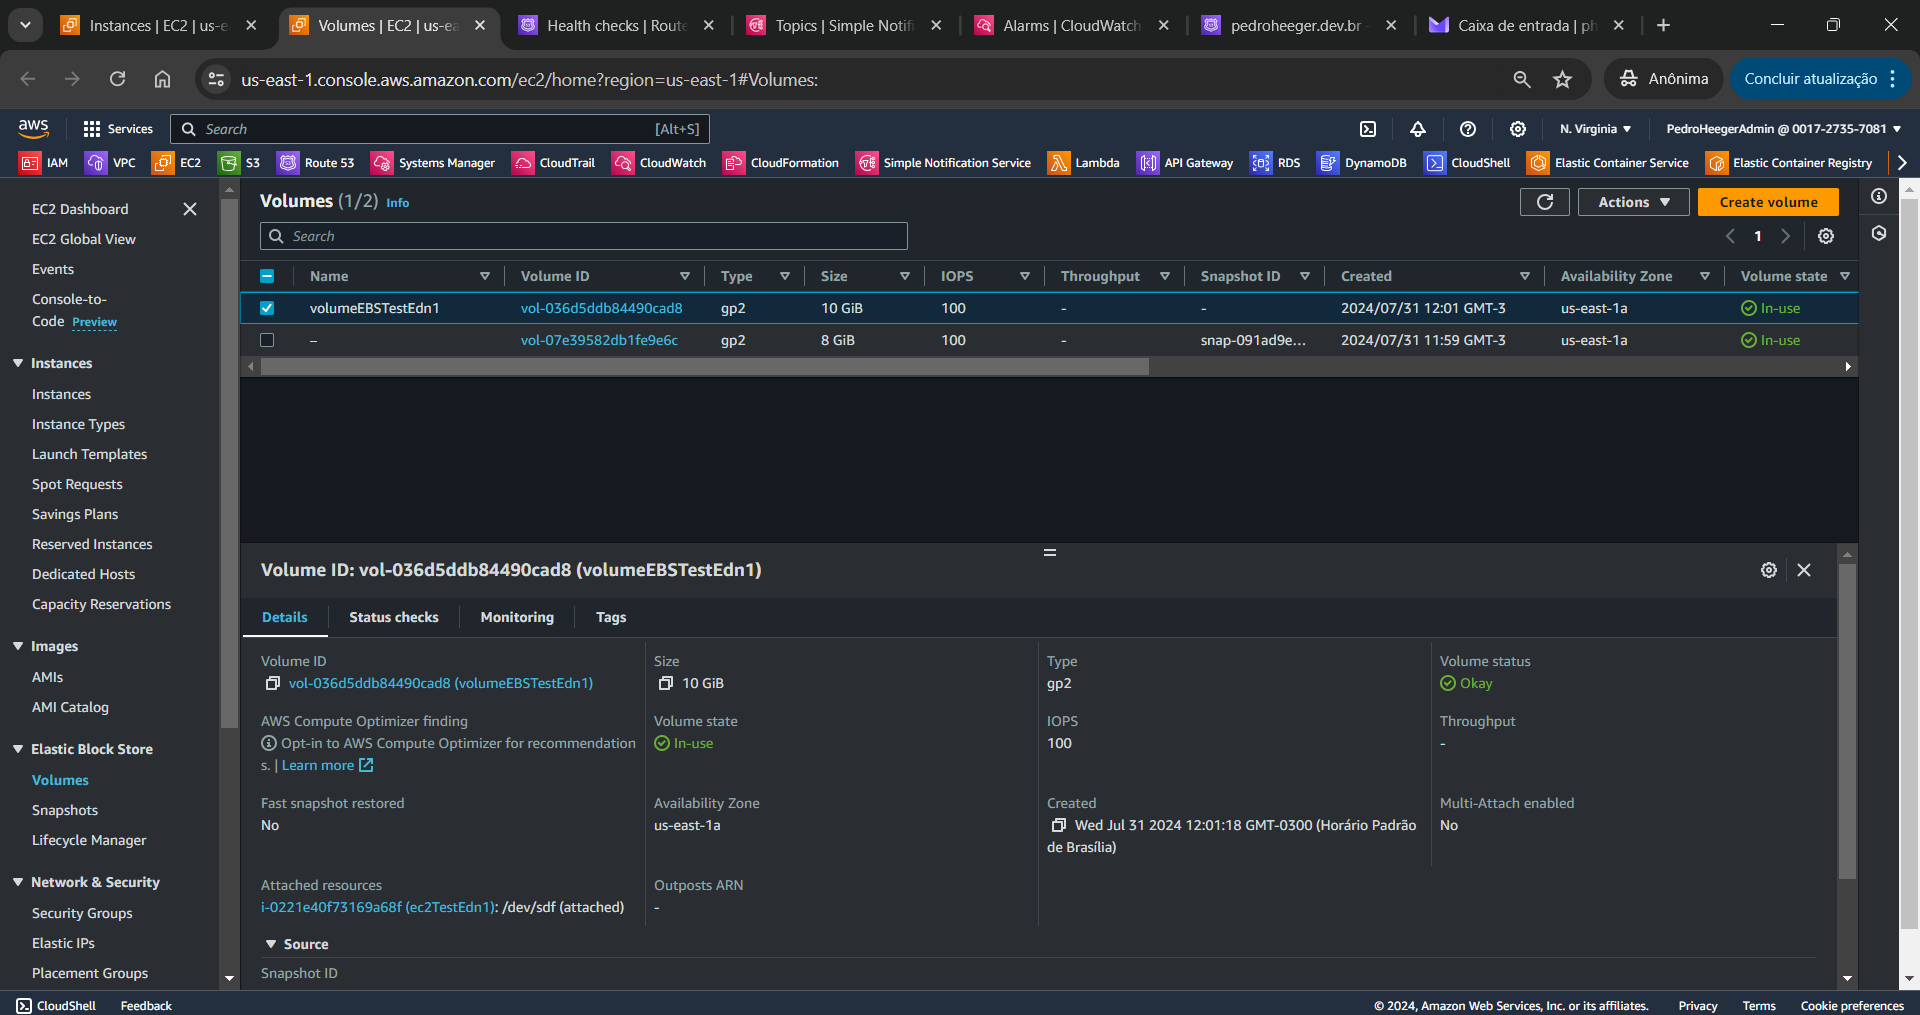 Instances | EC2 | us-e
Volumes | EC2 | us-ea
Health checks | Route
Topics | Simple Notifi
Alarms | CloudWatch
pedroheeger.dev.br -
Caixa de entrada | ph
us-east-1.console.aws.amazon.com/ec2/home?region=us-east-1#Volumes:
Anônima
Concluir atualização
aws
Services
Search
[Alt+S]
N. Virginia
PedroHeegerAdmin @ 0017-2735-7081
IAM
VPC
EC2
S3
Route 53
Systems Manager
CloudTrail
CloudWatch
CloudFormation
Simple Notification Service
Lambda
API Gateway
RDS
DynamoDB
CloudShell
Elastic Container Service
Elastic Container Registry
EC2 Dashboard
EC2 Global View
Events
Console-to-
Code Preview
Instances
Instances
Instance Types
Launch Templates
Spot Requests
Savings Plans
Reserved Instances
Dedicated Hosts
Capacity Reservations
Images
AMIs
AMI Catalog
Elastic Block Store
Volumes
Snapshots
Lifecycle Manager
Network & Security
Security Groups
Elastic IPs
Placement Groups
Volumes (1/2) Info
Actions
Create volume
Search
1
Name Volume ID Type Size IOPS Throughput Snapshot ID Created Availability Zone Volume state
volumeEBSTestEdn1 vol-036d5ddb84490cad8 gp2 10 GiB 100 - - 2024/07/31 12:01 GMT-3 us-east-1a In-use
– vol-07e39582db1fe9e6c gp2 8 GiB 100 - snap-091ad9e... 2024/07/31 11:59 GMT-3 us-east-1a In-use
Volume ID: vol-036d5ddb84490cad8 (volumeEBSTestEdn1)
Details
Status checks
Monitoring
Tags
Volume ID
vol-036d5ddb84490cad8 (volumeEBSTestEdn1)
Size
10 GiB
Type
gp2
Volume status
Okay
AWS Compute Optimizer finding
Opt-in to AWS Compute Optimizer for recommendation
s. | Learn more
Volume state
In-use
IOPS
100
Throughput
-
Fast snapshot restored
No
Availability Zone
us-east-1a
Created
Wed Jul 31 2024 12:01:18 GMT-0300 (Horário Padrão
de Brasília)
Multi-Attach enabled
No
Attached resources
i-0221e40f73169a68f (ec2TestEdn1): /dev/sdf (attached)
Outposts ARN
-
Source
Snapshot ID
CloudShell
Feedback
© 2024, Amazon Web Services, Inc. or its affiliates.
Privacy
Terms
Cookie preferences